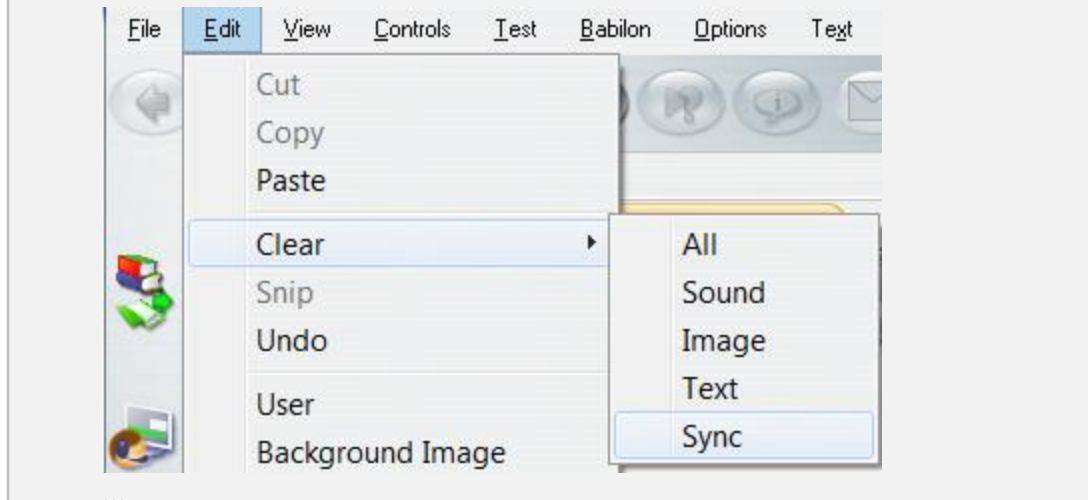 File Edit View Controls Test Babilon Options Text
Cut
Copy
Paste
Clear
Snip
Undo
User
Background Image
All
Sound
Image
Text
Sync